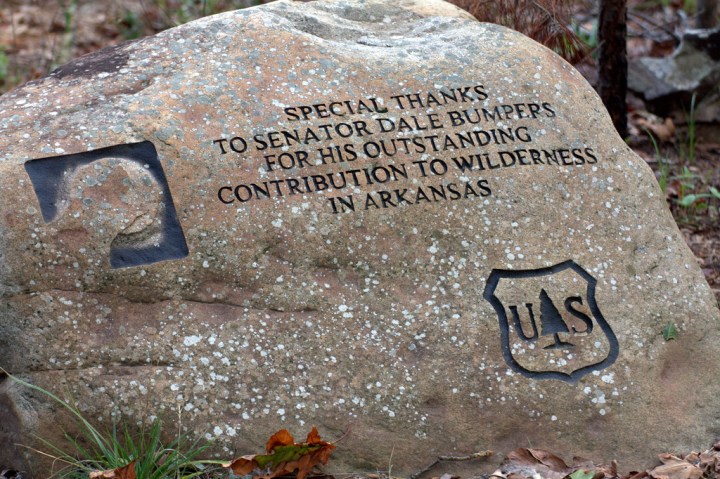 SPECIAL THANKS
TO SENATOR DALE BUMPERS
FOR HIS OUTSTANDING
CONTRIBUTION TO WILDERNESS
IN ARKANSAS
U S